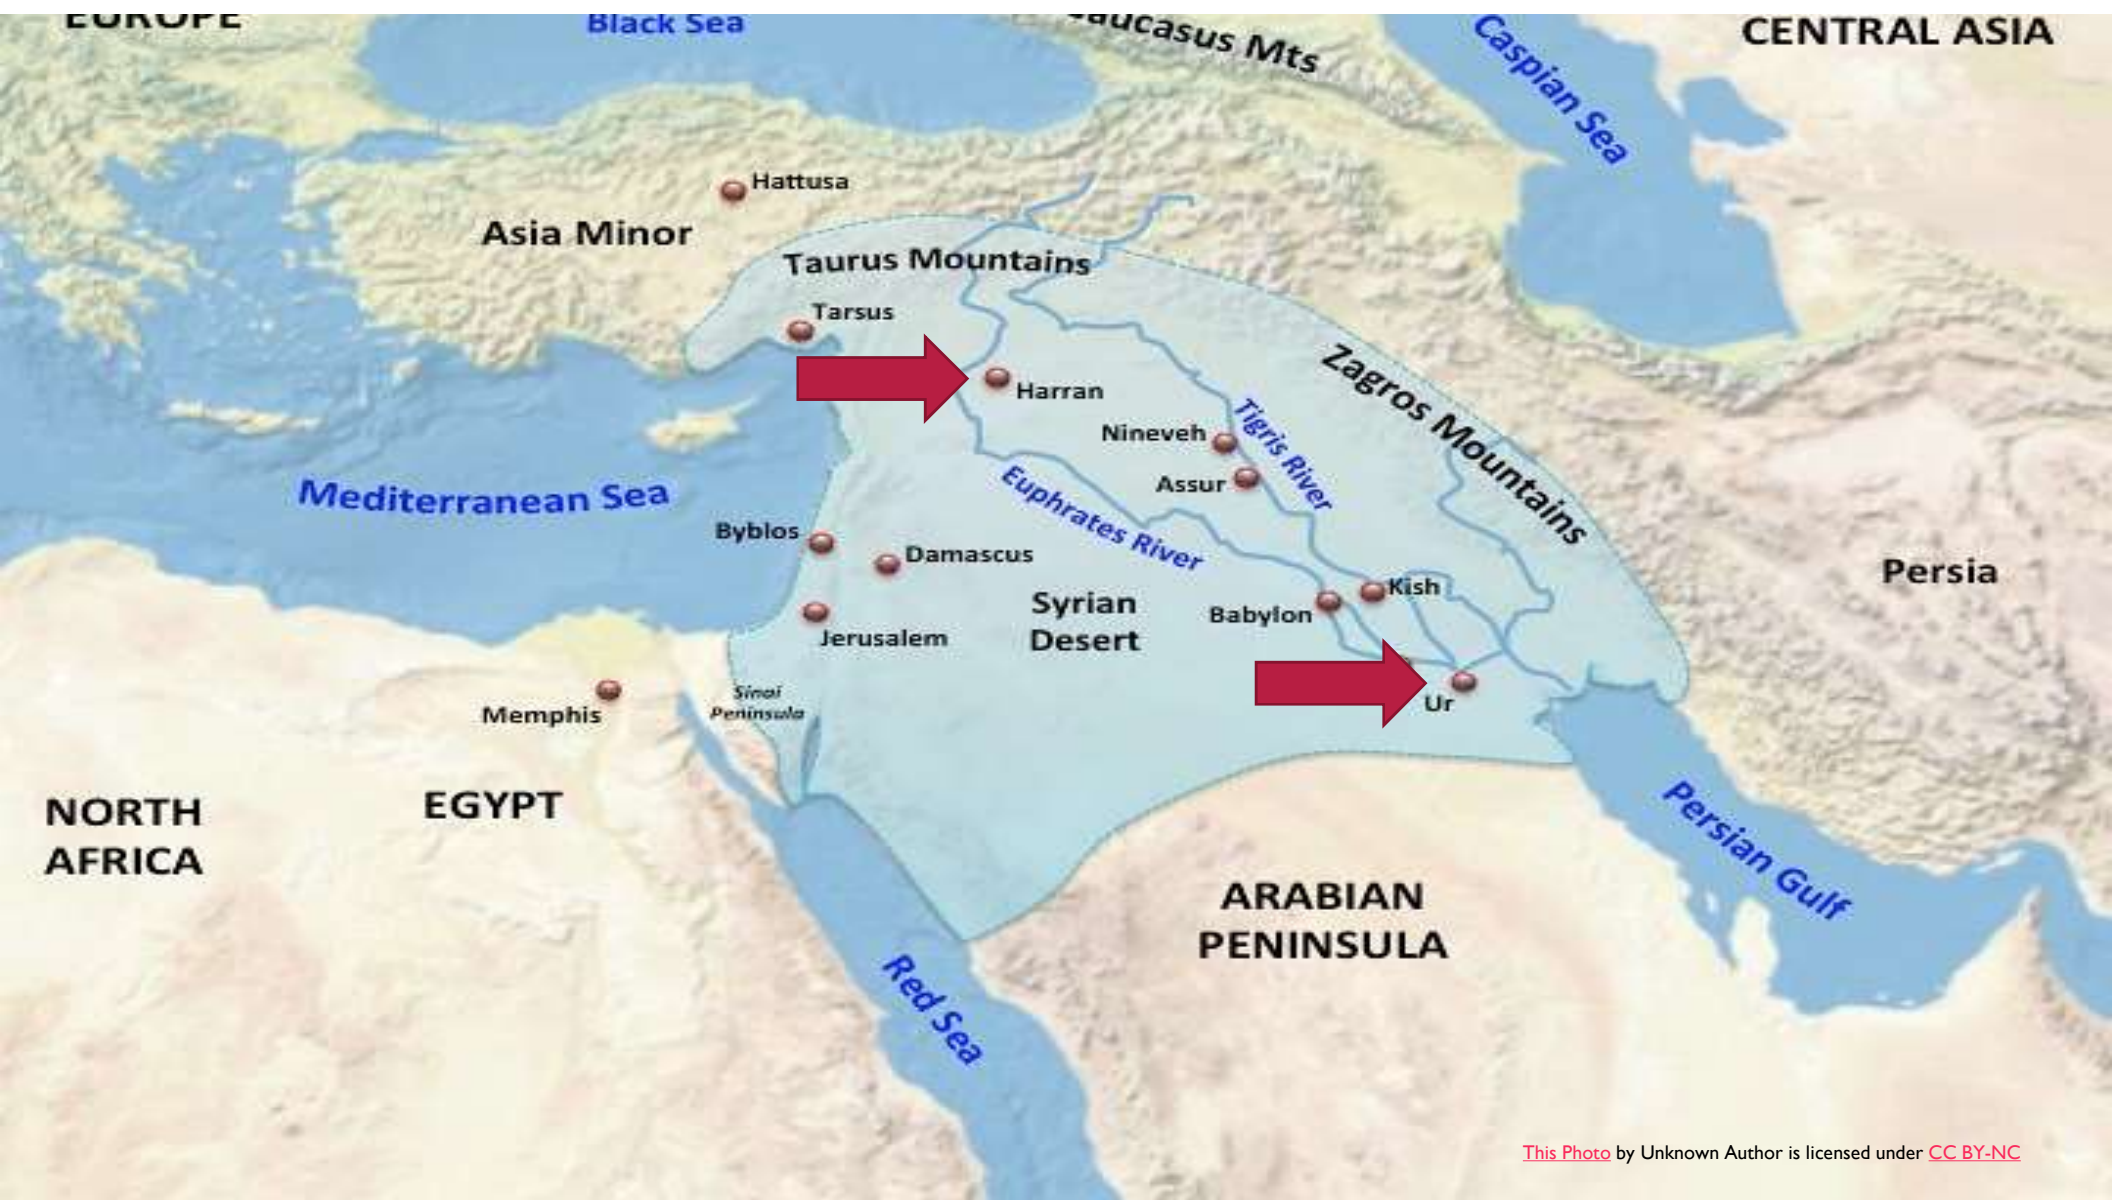 EUROPE
Black Sea
Caucasus Mts
Caspian Sea
CENTRAL ASIA
Hattusa
Asia Minor
Taurus Mountains
Tarsus
Harran
Zagros Mountains
Nineveh
Tigris River
Assur
Mediterranean Sea
Euphrates River
Byblos
Damascus
Persia
Syrian
Desert
Kish
Babylon
Jerusalem
Sinai
Peninsula
Memphis
Ur
NORTH
AFRICA
EGYPT
Persian Gulf
ARABIAN
PENINSULA
Red Sea
This Photo by Unknown Author is licensed under CC BY-NC